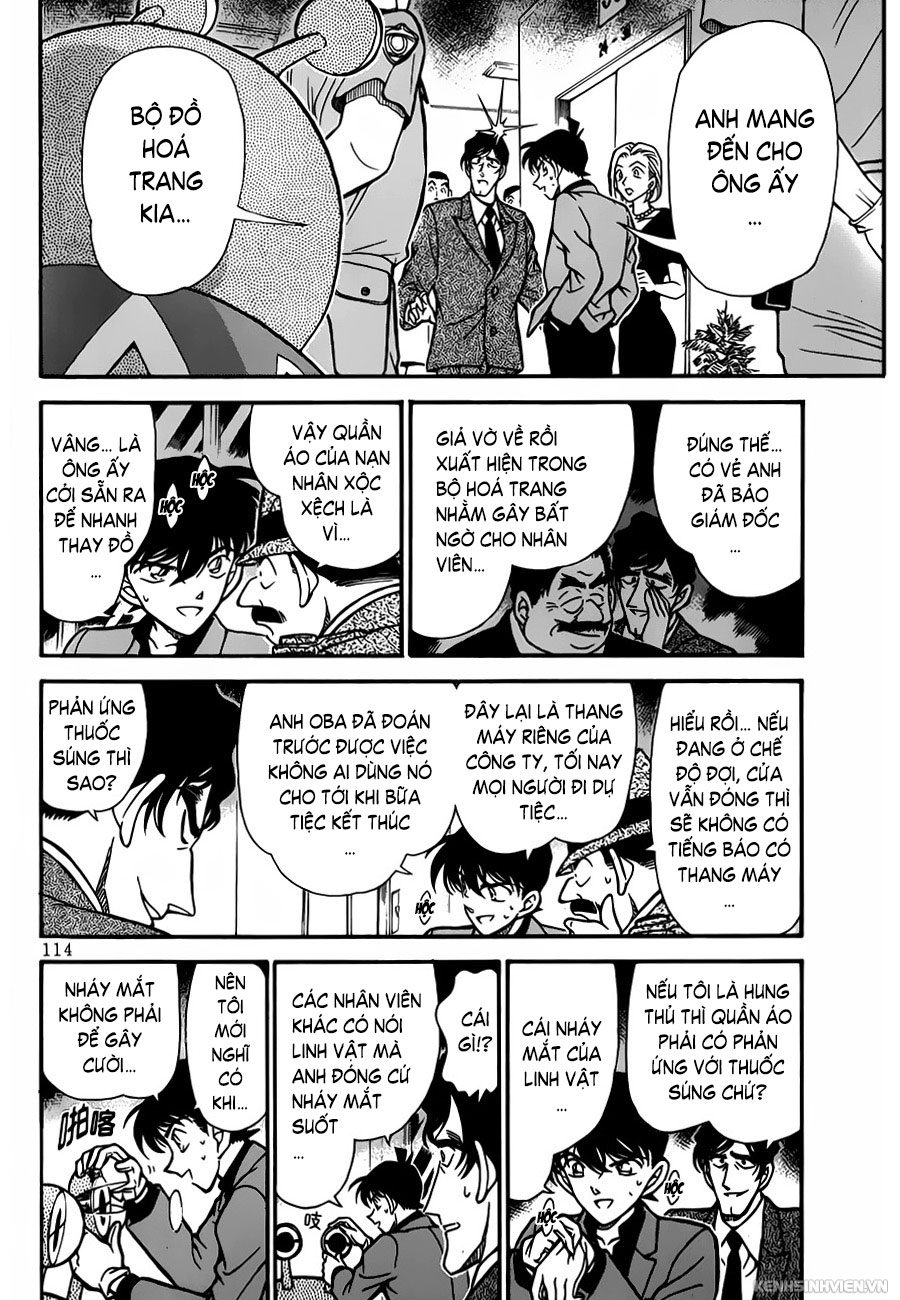 ANH MANG
ĐẾN CHO
ÔNG ẤY
...
BỘ ĐỒ
HOÁ
TRANG
KIA...
ĐÚNG THẾ...
CÓ VẺ ANH
ĐÃ BẢO
GIÁM ĐỐC
GIẢ VỜ VỀ RỒI
XUẤT HIỆN TRONG
BỘ HOÁ TRANG
NHẰM GÂY BẤT
NGỜ CHO NHÂN
VIÊN...
VẬY QUẦN
ÁO CỦA NẠN
NHÂN XỘC
XỆCH LÀ
VÌ...
HỘC
HỘC
VÂNG... LÀ
ÔNG ẤY
CỞI SẴN RA
ĐỂ NHANH
THAY ĐỒ
...
HIỂU RỒI... NẾU
ĐANG Ở CHẾ
ĐỘ ĐỢI, CỬA
VẪN ĐÓNG THÌ
SẼ KHÔNG CÓ
TIẾNG BÁO CÓ
THANG MÁY
...
ĐÂY LẠI LÀ THANG
MÁY RIÊNG CỦA
CÔNG TY, TỐI NAY
MỌI NGƯỜI ĐI DỰ
TIỆC...
HỘC
ANH OBA ĐÃ ĐOÁN
TRƯỚC ĐƯỢC VIỆC
KHÔNG AI DÙNG NÓ
CHO TỚI KHI BỮA
TIỆC KẾT THÚC
...
PHẢN ỨNG
THUỐC
SÚNG THÌ
SAO?
114
NẾU TÔI LÀ HUNG
THỦ THÌ QUẦN ÁO
PHẢI CÓ PHẢN
ỨNG VỚI THUỐC
SÚNG CHỨ?
CÁI NHÁY
MẮT CỦA
LINH VẬT
...
HỘC
HỘC
CÁI
GÌ!?
CÁC NHÂN VIÊN
KHÁC CÓ NÓI
LINH VẬT MÀ
ANH ĐÓNG CỨ
NHÁY MẮT
SUỐT
...
吱
NÊN
TÔI
MỚI
NGHĨ
CÓ
KHI...
NHÁY MẮT
KHÔNG PHẢI
ĐỂ GÂY
CƯỜI...
啪喀
KENHSINHVIEN.VN